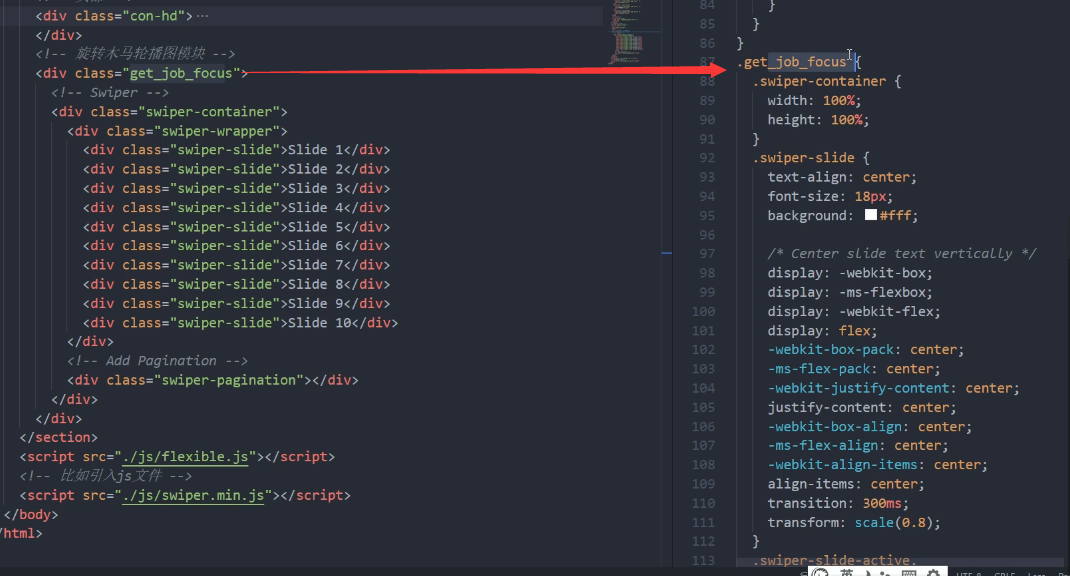 <div class="con-hd">…
</div>
<!-- 旋转木马轮播图模块 -->
<div class="get_job_focus">
<!-- Swiper -->
<div class="swiper-container">
<div class="swiper-wrapper">
<div class="swiper-slide">Slide 1</div>
<div class="swiper-slide">Slide 2</div>
<div class="swiper-slide">Slide 3</div>
<div class="swiper-slide">Slide 4</div>
<div class="swiper-slide">Slide 5</div>
<div class="swiper-slide">Slide 6</div>
<div class="swiper-slide">Slide 7</div>
<div class="swiper-slide">Slide 8</div>
<div class="swiper-slide">Slide 9</div>
<div class="swiper-slide">Slide 10</div>
</div>
<!-- Add Pagination -->
<div class="swiper-pagination"></div>
</div>
</div>
</section>
<script src="./js/flexible.js"></script>
<!-- 比如引入js文件 -->
<script src="./js/swiper.min.js"></script>
</body>
/html>
84 }
85 }
86 }
87 .get_job_focus {
88 .swiper-container {
89 width: 100%;
90 height: 100%;
91 }
92 .swiper-slide {
93 text-align: center;
94 font-size: 18px;
95 background: #fff;
96
97 /* Center slide text vertically */
98 display: -webkit-box;
99 display: -ms-flexbox;
100 display: -webkit-flex;
101 display: flex;
102 -webkit-box-pack: center;
103 -ms-flex-pack: center;
104 -webkit-justify-content: center;
105 justify-content: center;
106 -webkit-box-align: center;
107 -ms-flex-align: center;
108 -webkit-align-items: center;
109 align-items: center;
110 transition: 300ms;
111 transform: scale(0.8);
112 }
113 .swiper-slide-active,
英